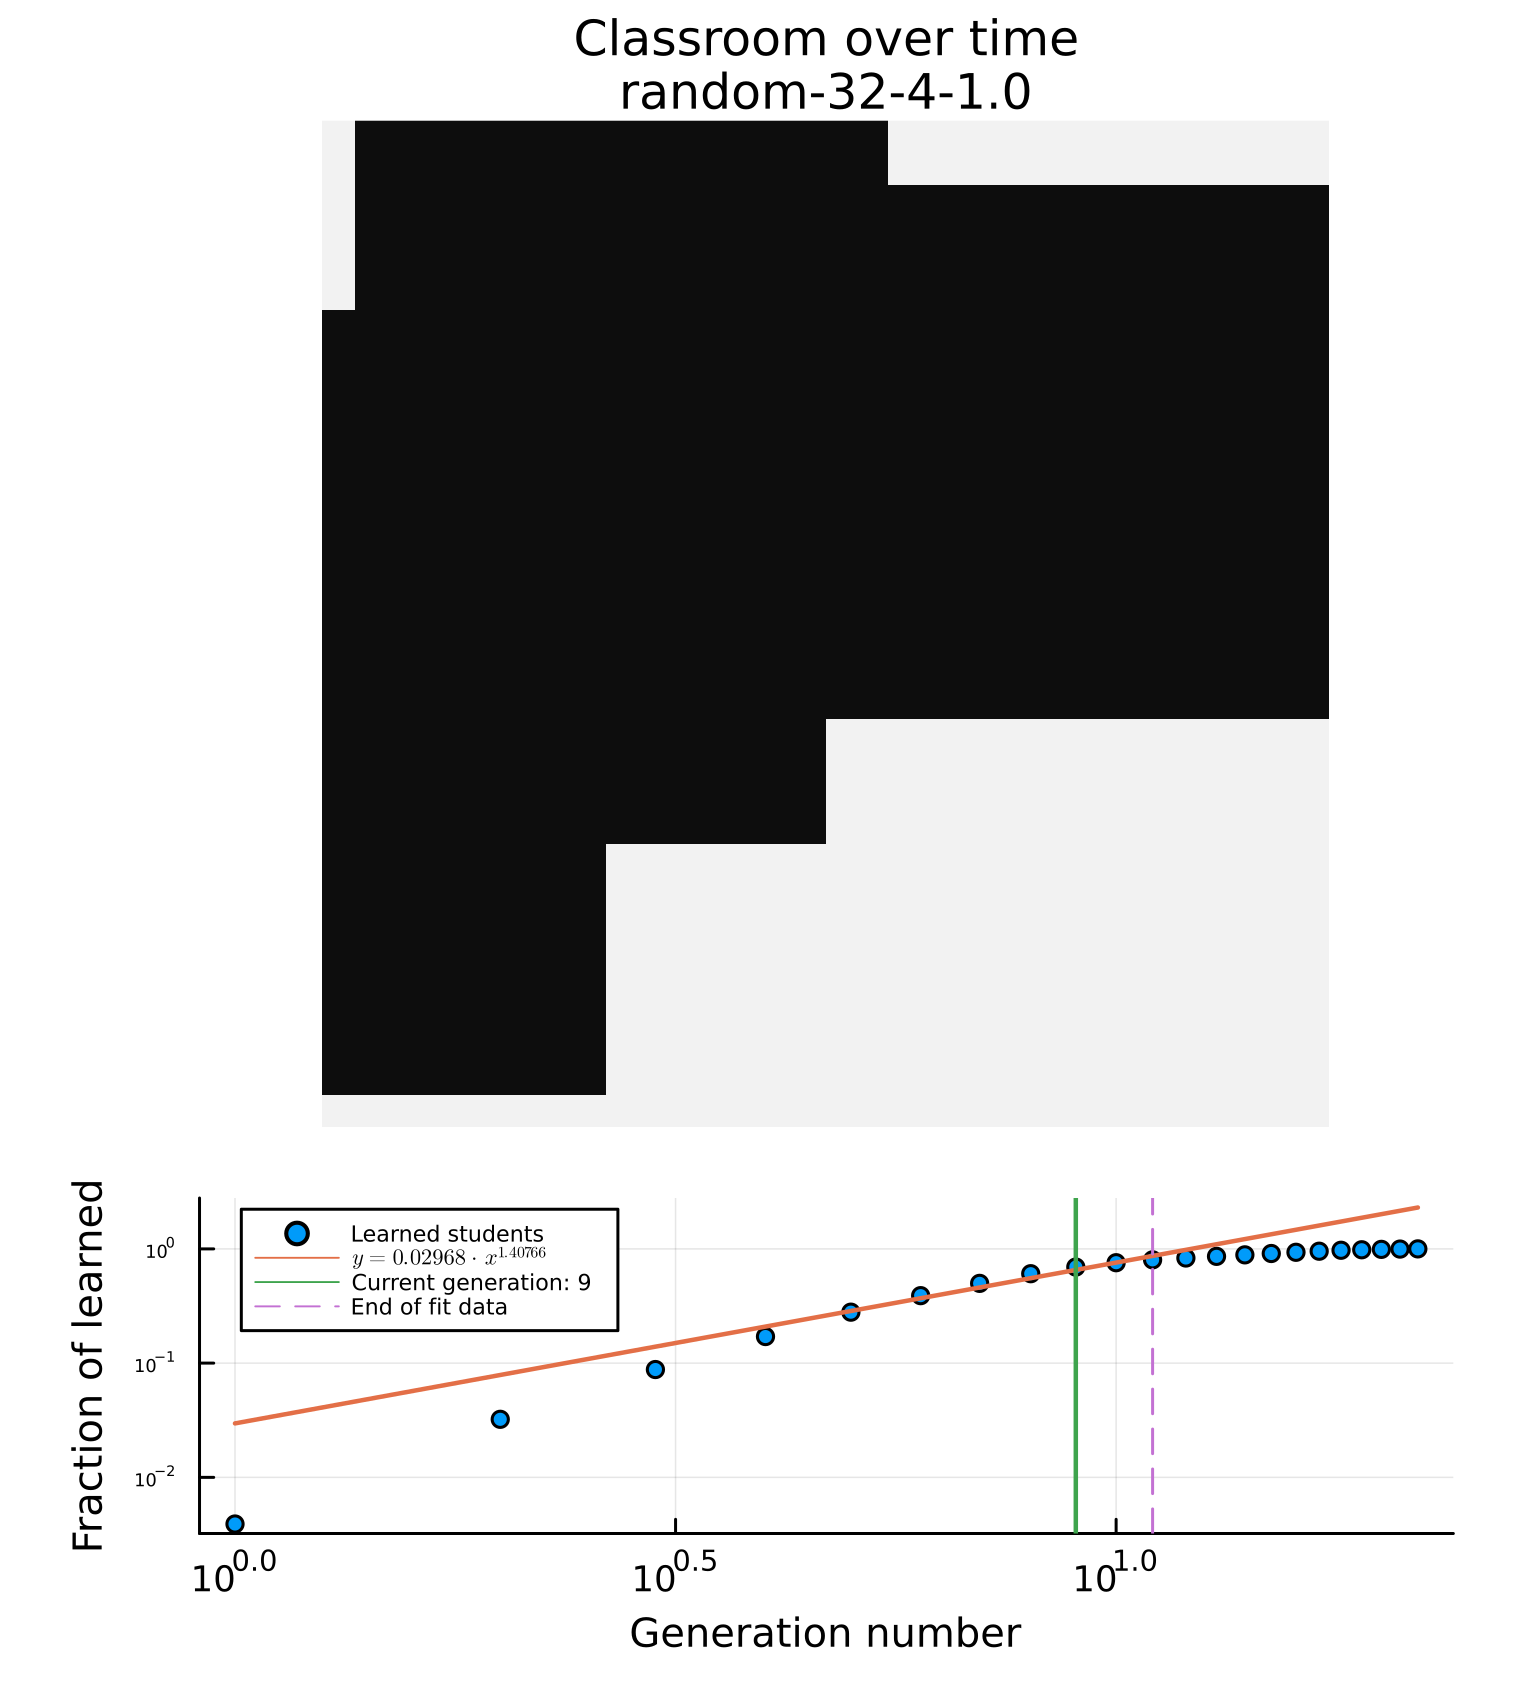 Classroom over time
random-32-4-1.0
Fraction of learned
10^0
10^-1
10^-2
Learned students
y = 0.02968 · x^1.40766
Current generation: 9
End of fit data
10^0.0
10^0.5
10^1.0
Generation number